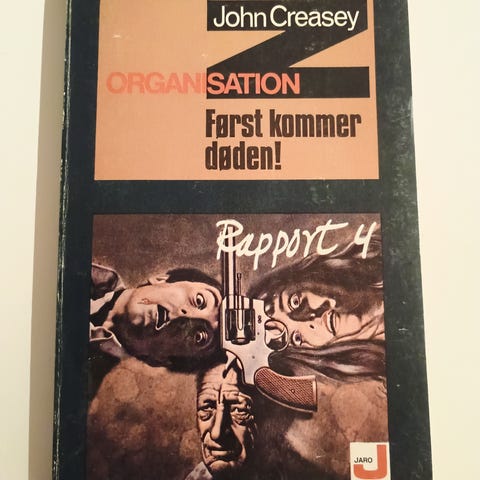 John Creasey
ORGANISATION Z
Først kommer
døden!
Rapport 4
JARO
J